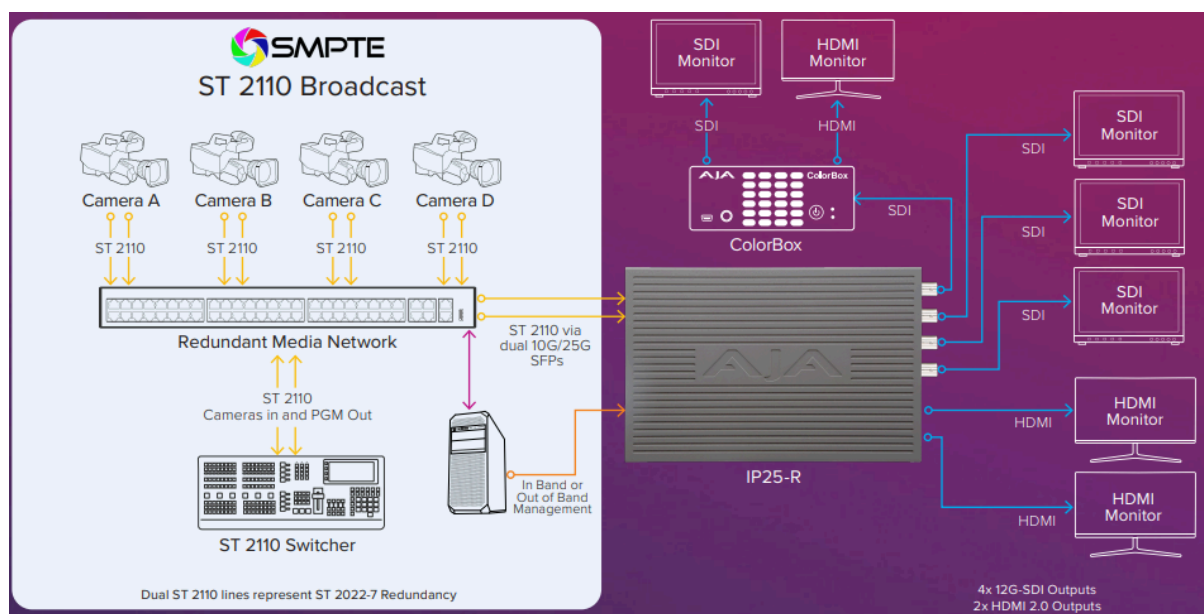 SMPTE
ST 2110 Broadcast
Camera A
Camera B
Camera C
Camera D
ST 2110
ST 2110
ST 2110
ST 2110
Redundant Media Network
ST 2110
Cameras in and PGM Out
ST 2110 Switcher
ST 2110 via
dual 10G/25G
SFPs
In Band or
Out of Band
Management
Dual ST 2110 lines represent ST 2022-7 Redundancy
SDI
Monitor
HDMI
Monitor
SDI
HDMI
AJA
ColorBox
ColorBox
SDI
AJA
IP25-R
SDI
Monitor
SDI
SDI
Monitor
SDI
SDI
Monitor
SDI
HDMI
Monitor
HDMI
HDMI
Monitor
HDMI
4x 12G-SDI Outputs
2x HDMI 2.0 Outputs